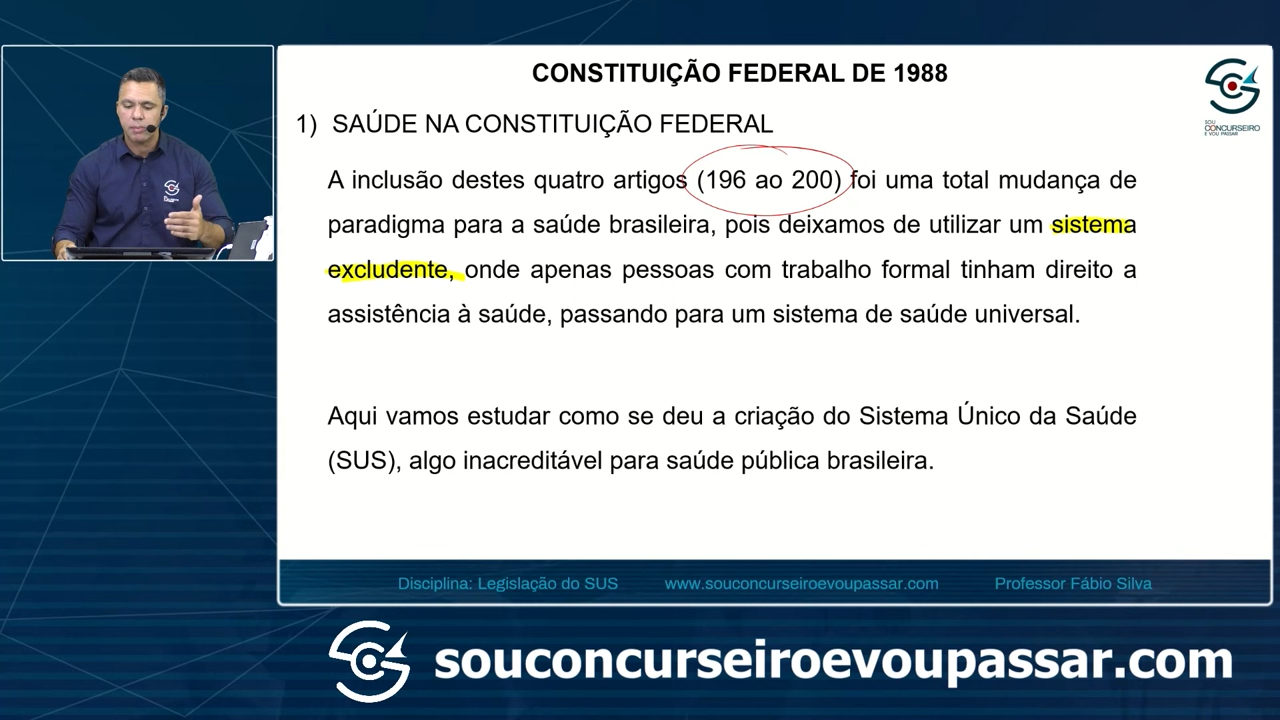 CONSTITUIÇÃO FEDERAL DE 1988
SOU
CONCURSEIRO
E VOU PASSAR
1) SAÚDE NA CONSTITUIÇÃO FEDERAL
A inclusão destes quatro artigos (196 ao 200) foi uma total mudança de
paradigma para a saúde brasileira, pois deixamos de utilizar um sistema
excludente, onde apenas pessoas com trabalho formal tinham direito a
assistência à saúde, passando para um sistema de saúde universal.
Aqui vamos estudar como se deu a criação do Sistema Único da Saúde
(SUS), algo inacreditável para saúde pública brasileira.
Disciplina: Legislação do SUS www.souconcurseiroevoupassar.com Professor Fábio Silva
souconcurseiroevoupassar.com